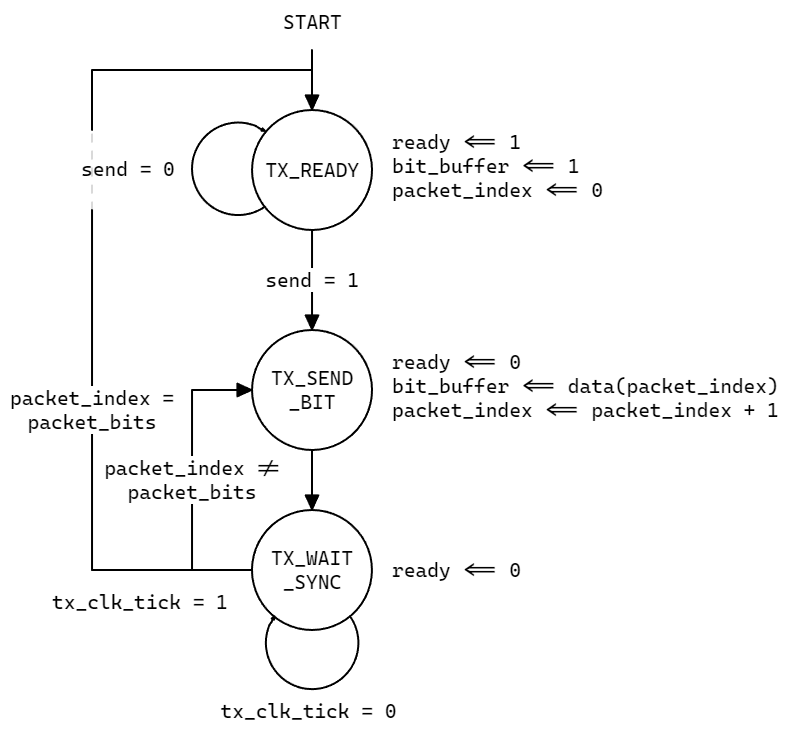 START
send = 0
TX_READY
ready ⇐ 1
bit_buffer ⇐ 1
packet_index ⇐ 0
send = 1
TX_SEND
_BIT
ready ⇐ 0
bit_buffer ⇐ data(packet_index)
packet_index ⇐ packet_index + 1
packet_index =
packet_bits
packet_index ≠
packet_bits
TX_WAIT
_SYNC
ready ⇐ 0
tx_clk_tick = 1
tx_clk_tick = 0